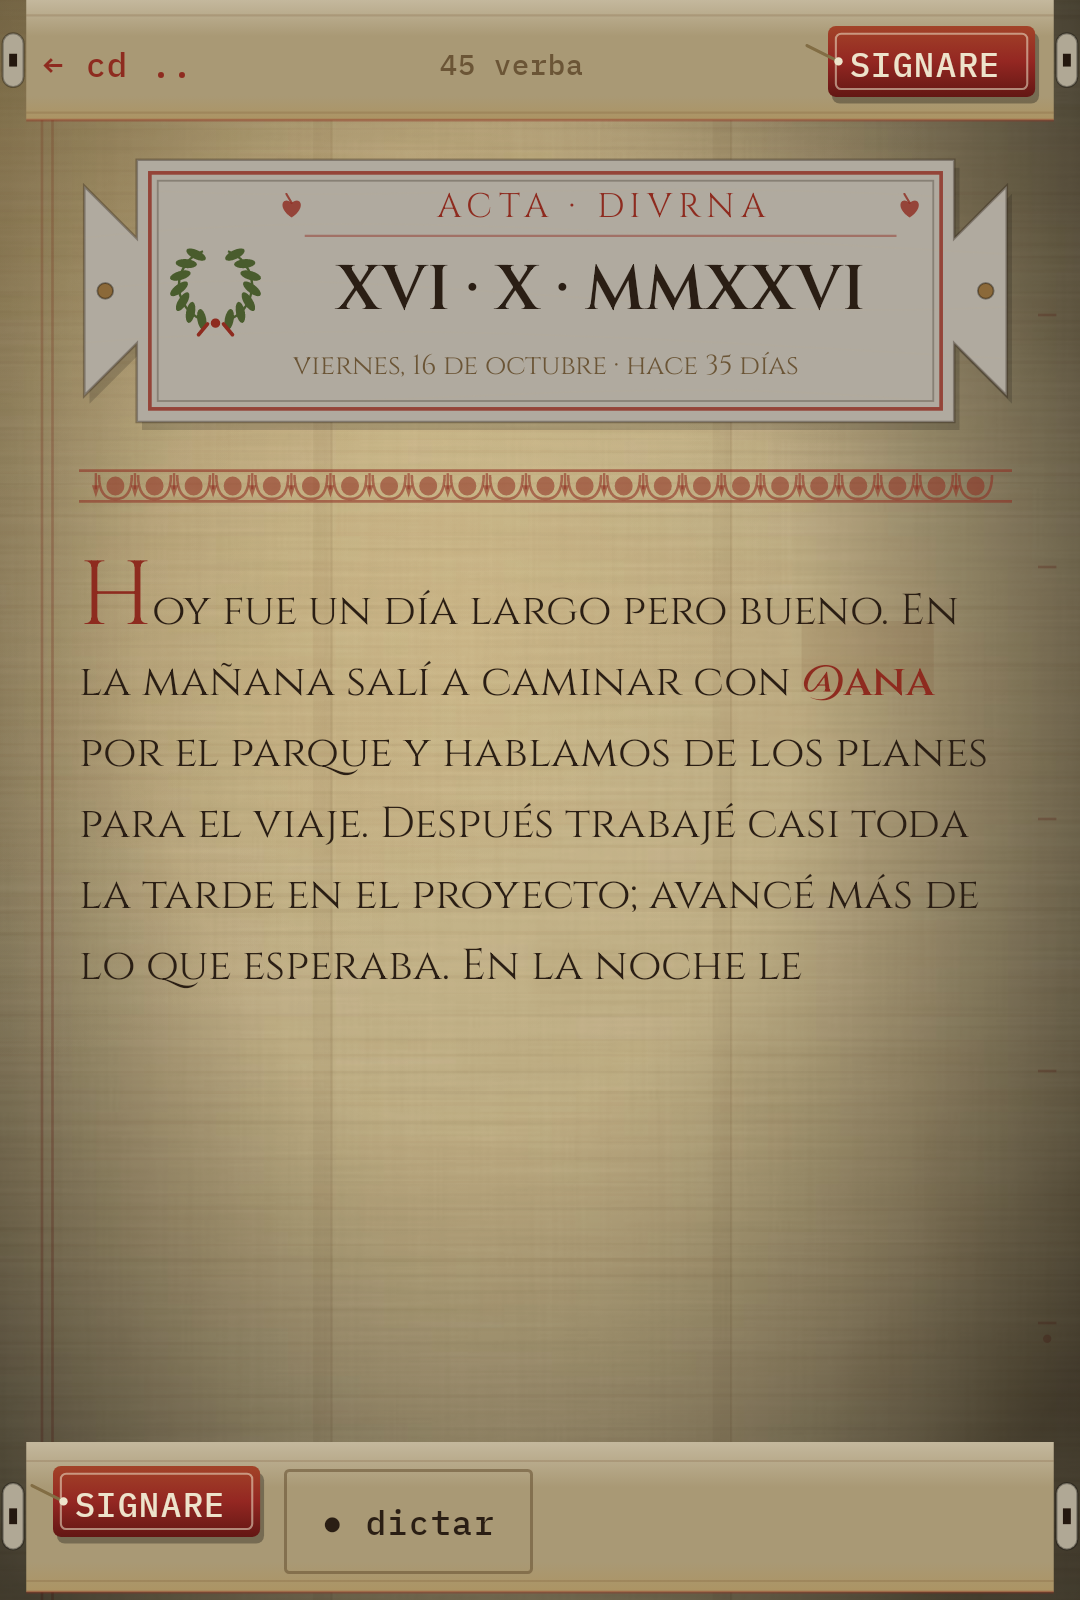 ← cd ..
45 verba
SIGNARE
ACTA · DIVRNA
XVI · X · MMXXVI
VIERNES, 16 DE OCTUBRE · HACE 35 DÍAS
Hoy fue un día largo pero bueno. En
la mañana salí a caminar con @ana
por el parque y hablamos de los planes
para el viaje. Después trabajé casi toda
la tarde en el proyecto; avancé más de
lo que esperaba. En la noche le
SIGNARE
● dictar